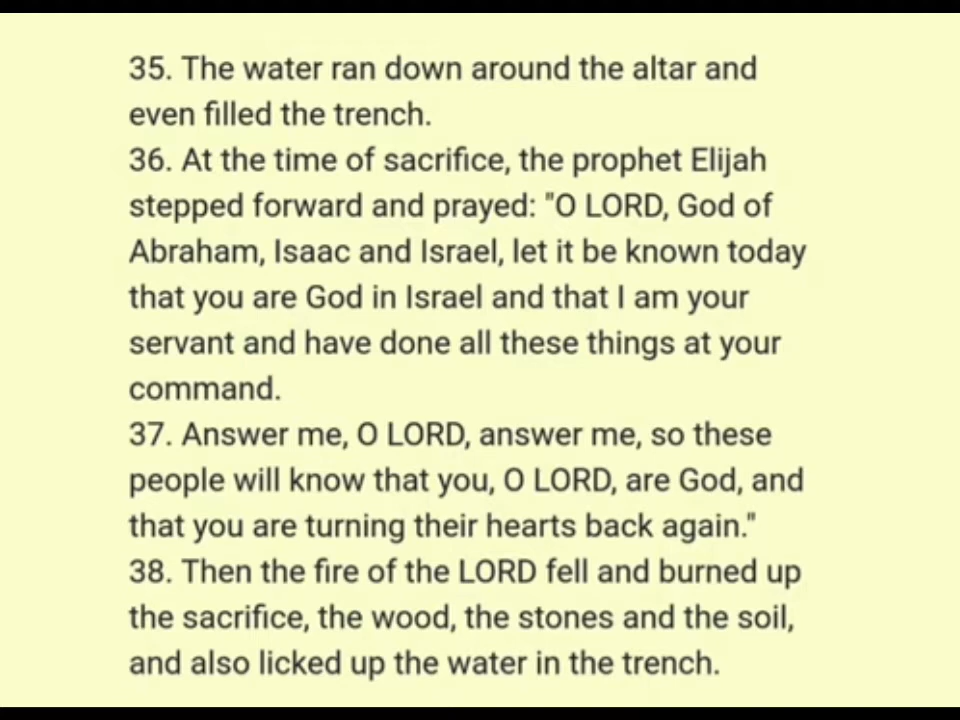 35. The water ran down around the altar and
even filled the trench.
36. At the time of sacrifice, the prophet Elijah
stepped forward and prayed: "O LORD, God of
Abraham, Isaac and Israel, let it be known today
that you are God in Israel and that I am your
servant and have done all these things at your
command.
37. Answer me, O LORD, answer me, so these
people will know that you, O LORD, are God, and
that you are turning their hearts back again."
38. Then the fire of the LORD fell and burned up
the sacrifice, the wood, the stones and the soil,
and also licked up the water in the trench.